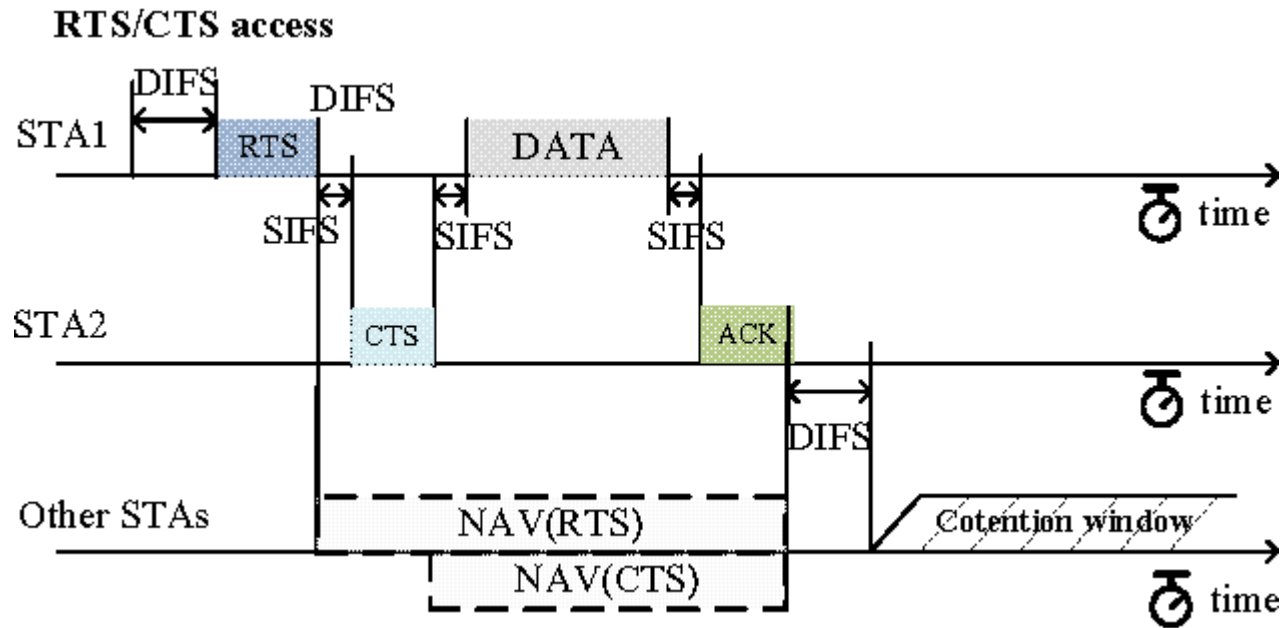 RTS/CTS access
DIFS
DIFS
STA1
RTS
DATA
SIFS
SIFS
SIFS
time
STA2
CTS
ACK
time
DIFS
Other STAs
NAV(RTS)
Cotention window
NAV(CTS)
time